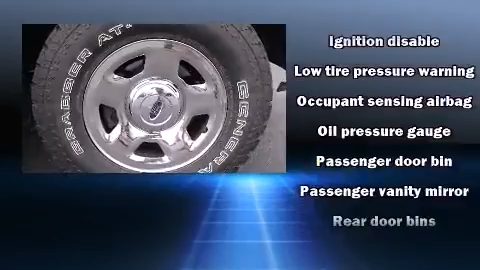 GRABBER AT
GENERAL
Ignition disable
Low tire pressure warning
Occupant sensing airbag
Oil pressure gauge
Passenger door bin
Passenger vanity mirror
Rear door bins